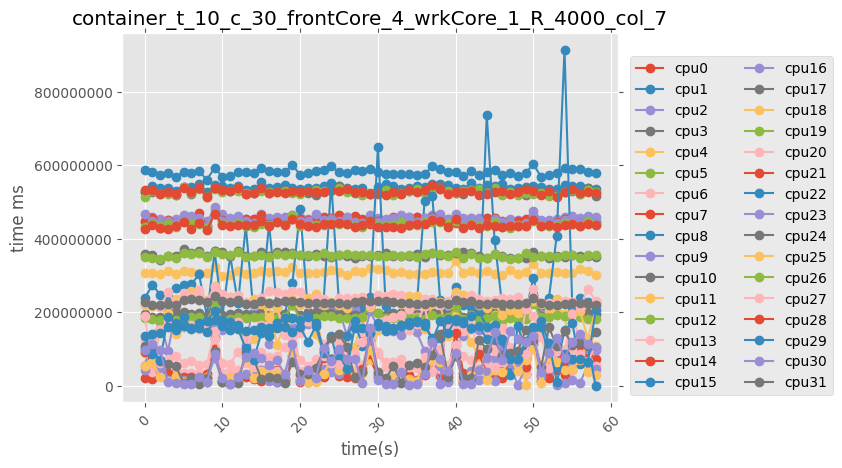 container_t_10_c_30_frontCore_4_wrkCore_1_R_4000_col_7
time ms
800000000
600000000
400000000
200000000
0
0
10
20
30
40
50
60
time(s)
cpu0
cpu1
cpu2
cpu3
cpu4
cpu5
cpu6
cpu7
cpu8
cpu9
cpu10
cpu11
cpu12
cpu13
cpu14
cpu15
cpu16
cpu17
cpu18
cpu19
cpu20
cpu21
cpu22
cpu23
cpu24
cpu25
cpu26
cpu27
cpu28
cpu29
cpu30
cpu31